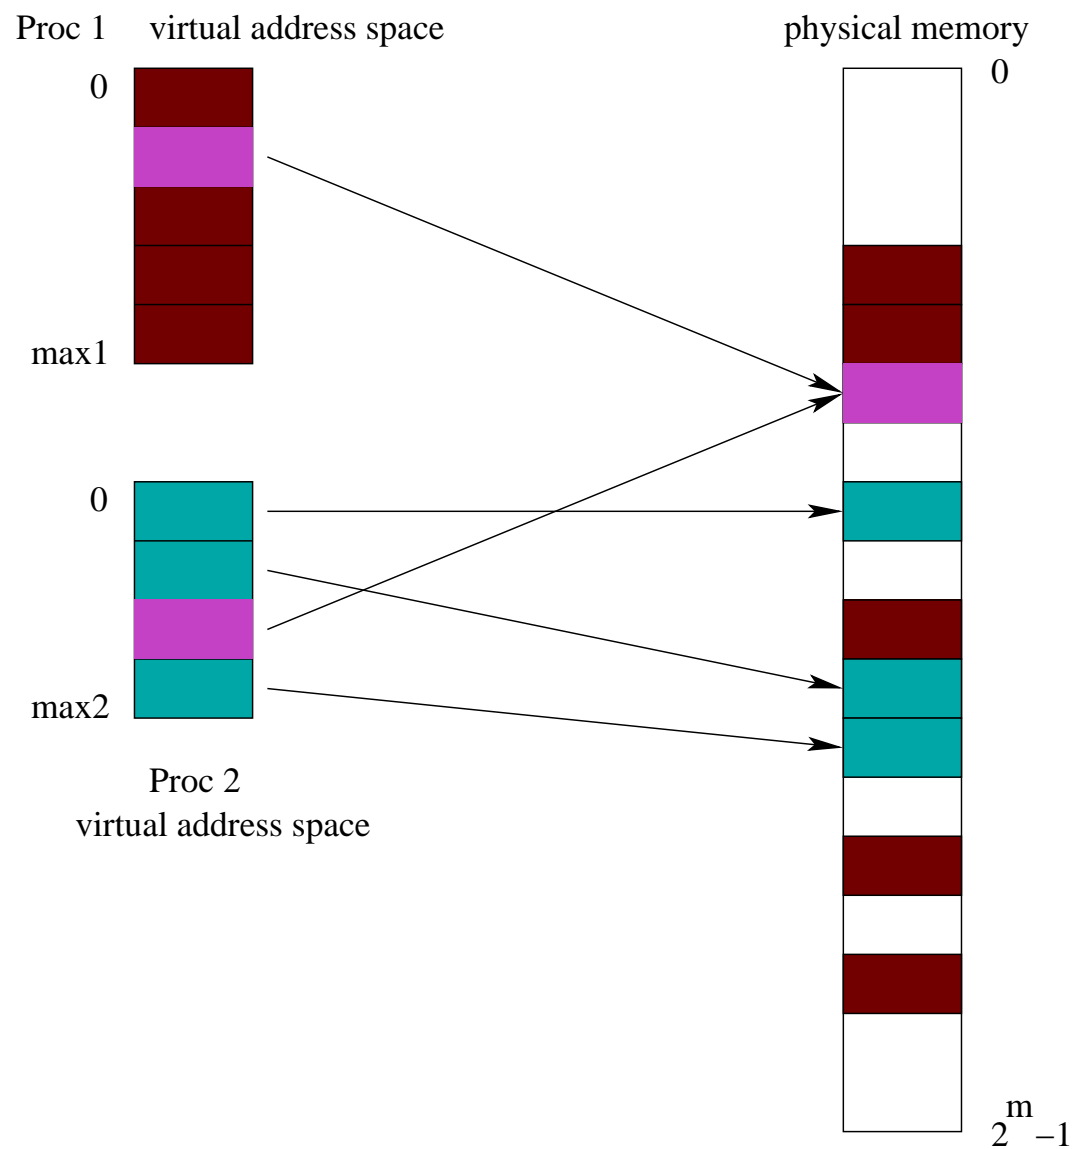 Proc 1 virtual address space
physical memory
0
0
max1
0
max2
Proc 2
virtual address space
m
2 −1